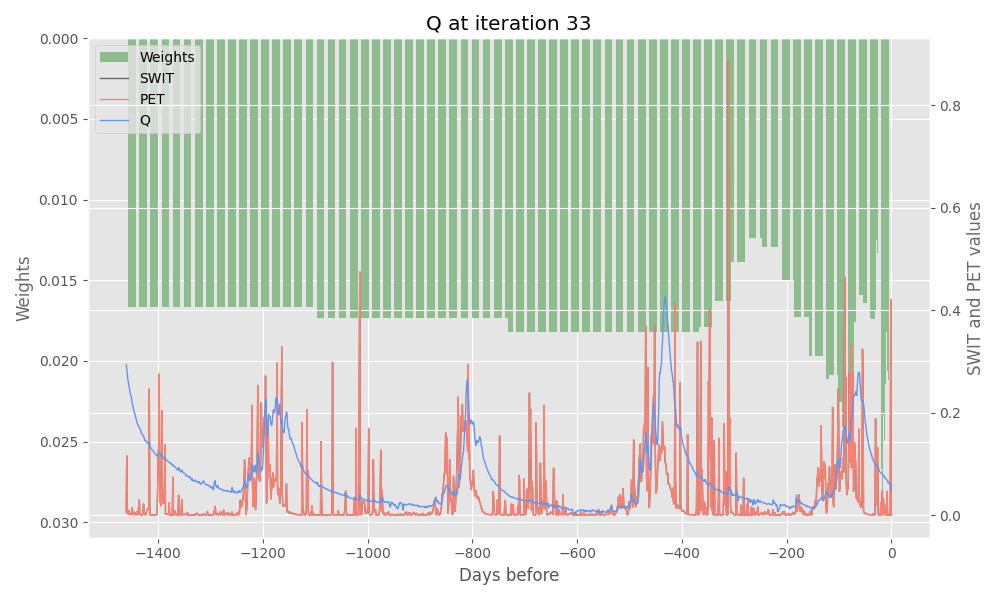 Q at iteration 33
0.000
0.005
0.010
0.015
0.020
0.025
0.030
Weights
Weights
SWIT
PET
Q
0.8
0.6
0.4
0.2
0.0
SWIT and PET values
−1400
−1200
−1000
−800
−600
−400
−200
0
Days before